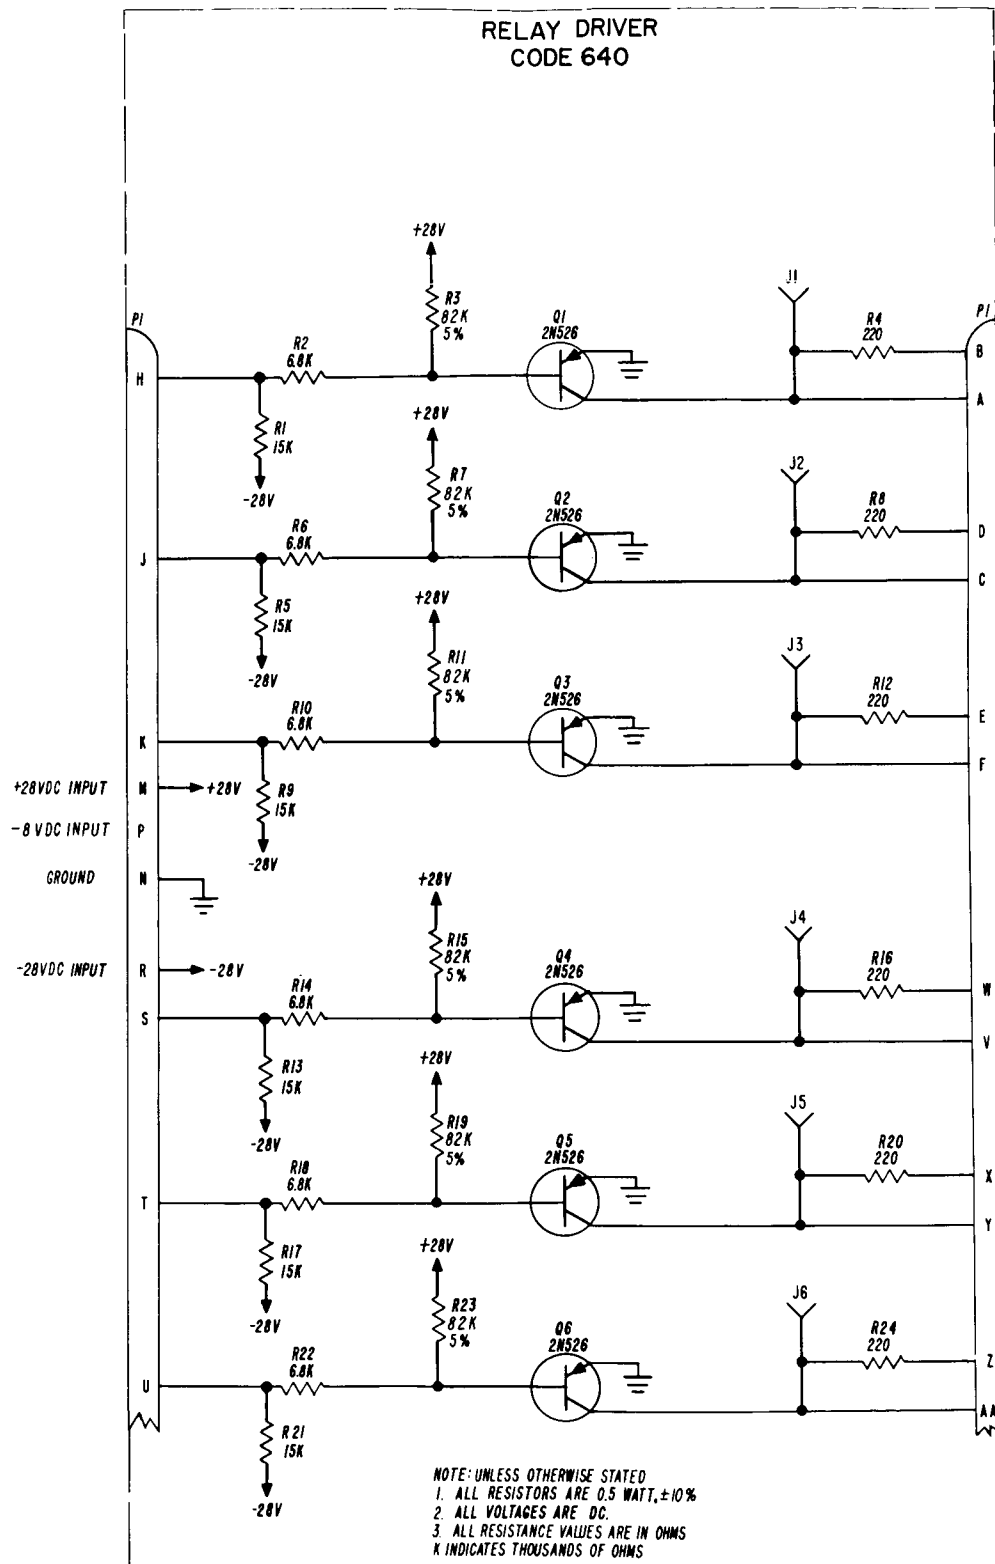 RELAY DRIVER
CODE 640
+28V
J1
P1
R3
82K
5%
Q1
2N526
R4
220
P1
R2
6.8K
B
H
A
R1
15K
+28V
-28V
J2
R7
82K
5%
Q2
2N526
R8
220
R6
6.8K
D
J
C
R5
15K
+28V
-28V
J3
R11
82K
5%
Q3
2N526
R12
220
R10
6.8K
E
K
F
+28VDC INPUT M +28V
R9
15K
-8VDC INPUT P
-28V
GROUND N
+28V
J4
R15
82K
5%
Q4
2N526
R16
220
-28VDC INPUT R -28V
R14
6.8K
W
S
V
R13
15K
+28V
-28V
J5
R19
82K
5%
Q5
2N526
R20
220
R18
6.8K
X
T
Y
R17
15K
+28V
-28V
J6
R23
82K
5%
Q6
2N526
R24
220
R22
6.8K
Z
U
AA
R21
15K
-28V
NOTE: UNLESS OTHERWISE STATED
1. ALL RESISTORS ARE 0.5 WATT, ±10%
2. ALL VOLTAGES ARE DC.
3. ALL RESISTANCE VALUES ARE IN OHMS
K INDICATES THOUSANDS OF OHMS